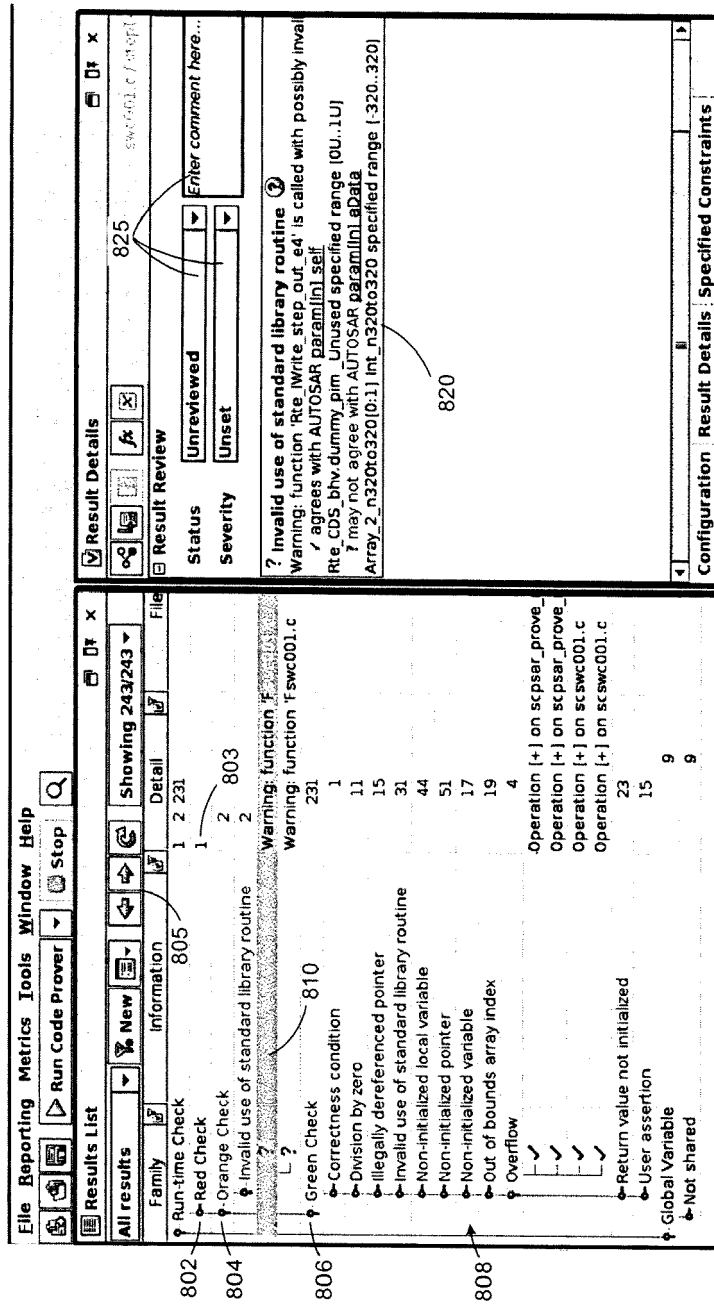 File Reporting Metrics Tools Window Help
Run Code Prover Stop
Results List
All results New Showing 243/243
Family Information Detail File
Run-time Check 1 2 231
Red Check 1
Orange Check 2
Invalid use of standard library routine 2
? Warning: function 'F
? Warning: function 'F swc001.c
Green Check 231
Correctness condition 1
Division by zero 11
Illegally dereferenced pointer 15
Invalid use of standard library routine 31
Non-initialized local variable 44
Non-initialized pointer 51
Non-initialized variable 17
Out of bounds array index 19
Overflow 4
✓ Operation [+] on scpsar_prove_
✓ Operation [+] on scpsar_prove_
✓ Operation [+] on scswc001.c
✓ Operation [+] on scswc001.c
Return value not initialized 23
User assertion 15
Global Variable 9
Not shared 9
802
804
806
808
805
803
810
Result Details
fx
swc001.c /
Result Review
Status Unreviewed Enter comment here...
Severity Unset
825
? Invalid use of standard library routine ?
Warning: function 'Rte_IWrite_step_out_e4' is called with possibly inval
✓ agrees with AUTOSAR param[In] self
Rte_CDS_bhv.dummy_pim _Unused specified range [0U..1U]
? may not agree with AUTOSAR param[In] aData
Array_2_n320to320[0:1] Int_n320to320 specified range [-320..320]
820
Configuration Result Details Specified Constraints